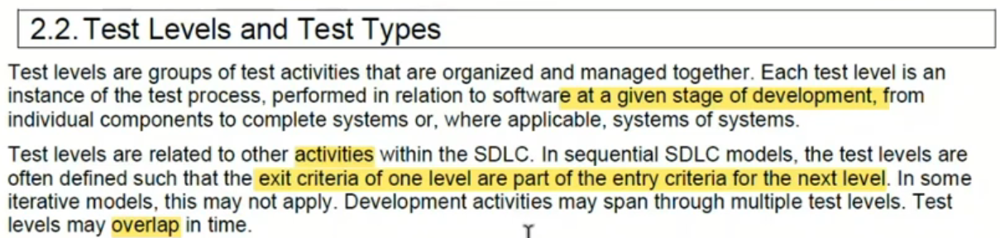 2.2. Test Levels and Test Types
Test levels are groups of test activities that are organized and managed together. Each test level is an
instance of the test process, performed in relation to software at a given stage of development, from
individual components to complete systems or, where applicable, systems of systems.
Test levels are related to other activities within the SDLC. In sequential SDLC models, the test levels are
often defined such that the exit criteria of one level are part of the entry criteria for the next level. In some
iterative models, this may not apply. Development activities may span through multiple test levels. Test
levels may overlap in time.